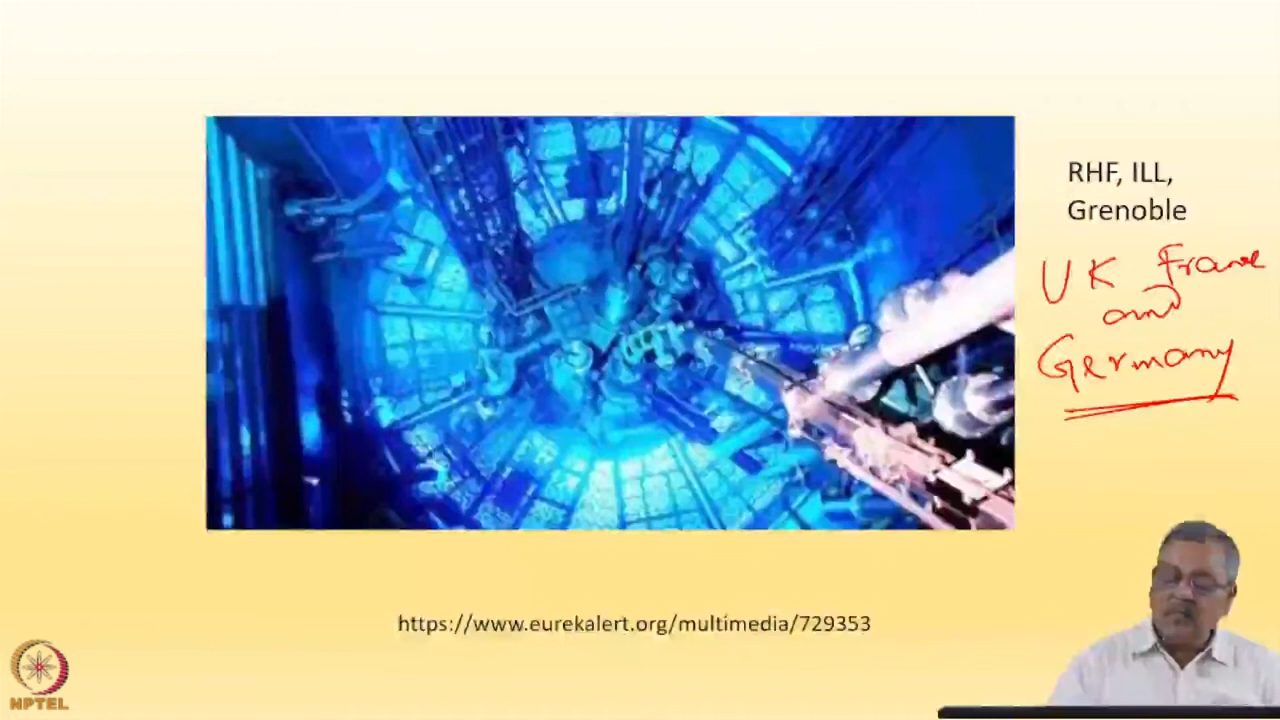 RHF, ILL,
Grenoble
UK France
and
Germany
https://www.eurekalert.org/multimedia/729353
NPTEL